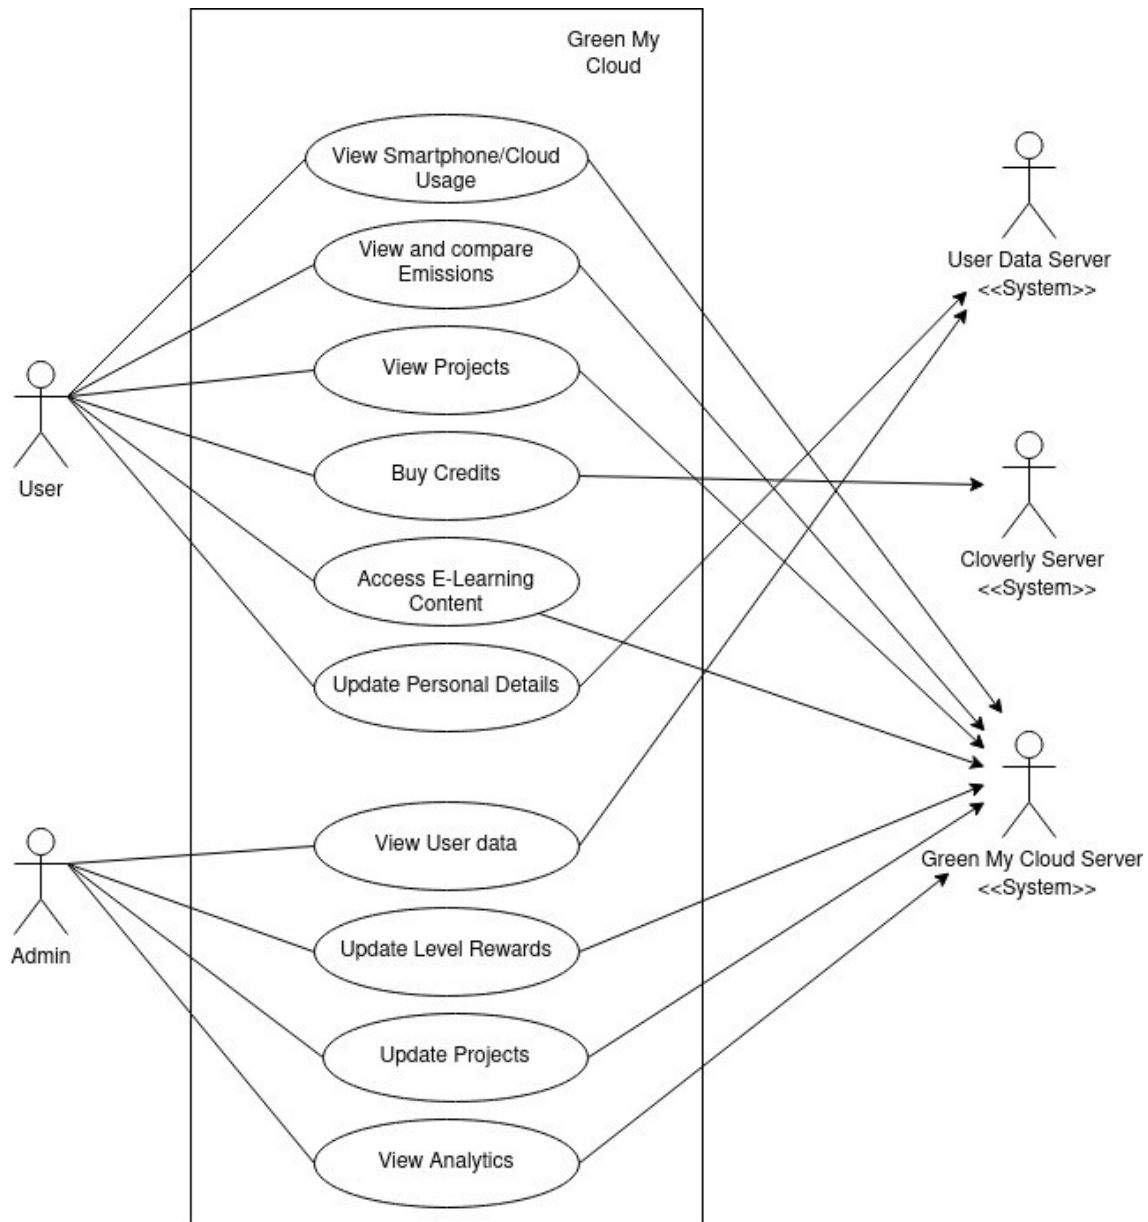 Green My
Cloud
View Smartphone/Cloud
Usage
View and compare
Emissions
View Projects
Buy Credits
Access E-Learning
Content
Update Personal Details
View User data
Update Level Rewards
Update Projects
View Analytics
User
Admin
User Data Server
<<System>>
Cloverly Server
<<System>>
Green My Cloud Server
<<System>>